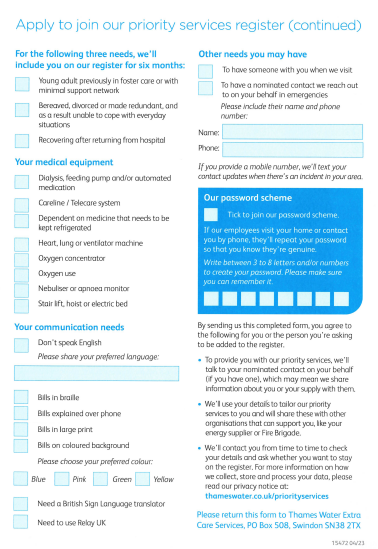 Apply to join our priority services register (continued)
For the following three needs, we'll
include you on our register for six months:
Young adult previously in foster care or with
minimal support network
Bereaved, divorced or made redundant, and
as a result unable to cope with everyday
situations
Recovering after returning from hospital
Your medical equipment
Dialysis, feeding pump and/or automated
medication
Careline / Telecare system
Dependent on medicine that needs to be
kept refrigerated
Heart, lung or ventilator machine
Oxygen concentrator
Oxygen use
Nebuliser or apnoea monitor
Stair lift, hoist or electric bed
Your communication needs
Don't speak English
Please share your preferred language:
Bills in braille
Bills explained over phone
Bills in large print
Bills on coloured background
Please choose your preferred colour:
Blue Pink Green Yellow
Need a British Sign Language translator
Need to use Relay UK
Other needs you may have
To have someone with you when we visit
To have a nominated contact we reach out
to on your behalf in emergencies
Please include their name and phone
number:
Name:
Phone:
If you provide a mobile number, we'll text your
contact updates when there's an incident in your area.
Our password scheme
Tick to join our password scheme.
If our employees visit your home or contact
you by phone, they'll repeat your password
so that you know they're genuine.
Write between 3 to 8 letters and/or numbers
to create your password. Please make sure
you can remember it.
By sending us this completed form, you agree to
the following for you or the person you're asking
to be added to the register.
• To provide you with our priority services, we'll
talk to your nominated contact on your behalf
(if you have one), which may mean we share
information about you or your supply with them.
• We'll use your details to tailor our priority
services to you and will share these with other
organisations that can support you, like your
energy supplier or Fire Brigade.
• We'll contact you from time to time to check
your details and ask whether you want to stay
on the register. For more information on how
we collect, store and process your data, please
read our privacy notice at:
thameswater.co.uk/priorityservices
Please return this form to Thames Water Extra
Care Services, PO Box 508, Swindon SN38 2TX
15472 04/23